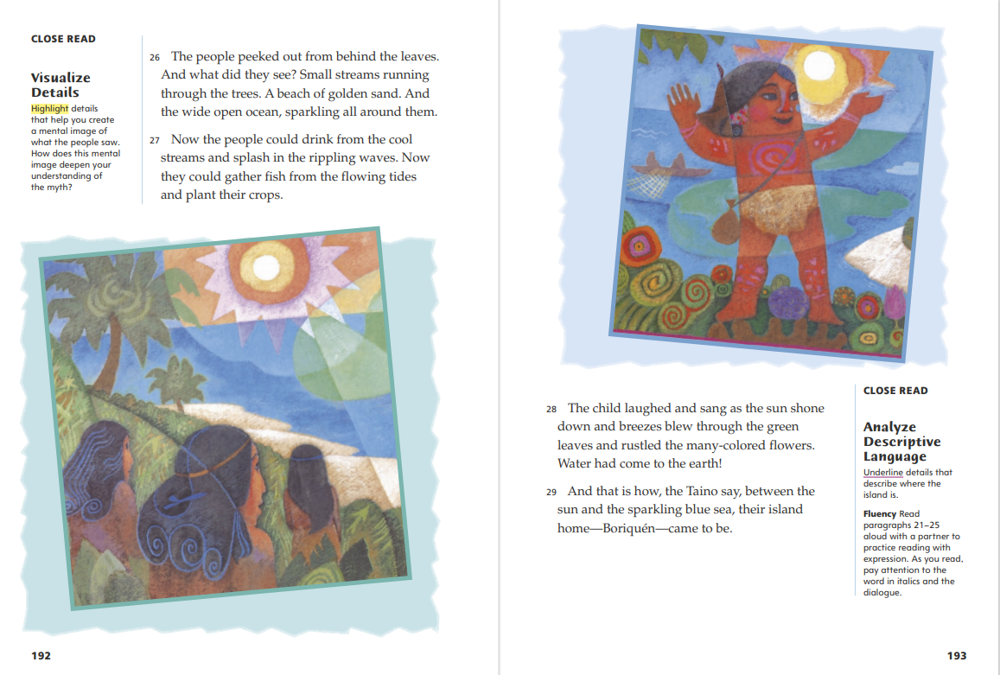 CLOSE READ
Visualize
Details
Highlight details
that help you create
a mental image of
what the people saw.
How does this mental
image deepen your
understanding of
the myth?
26 The people peeked out from behind the leaves.
And what did they see? Small streams running
through the trees. A beach of golden sand. And
the wide open ocean, sparkling all around them.
27 Now the people could drink from the cool
streams and splash in the rippling waves. Now
they could gather fish from the flowing tides
and plant their crops.
192
28 The child laughed and sang as the sun shone
down and breezes blew through the green
leaves and rustled the many-colored flowers.
Water had come to the earth!
29 And that is how, the Taino say, between the
sun and the sparkling blue sea, their island
home—Boriquén—came to be.
CLOSE READ
Analyze
Descriptive
Language
Underline details that
describe where the
island is.
Fluency Read
paragraphs 21–25
aloud with a partner to
practice reading with
expression. As you read,
pay attention to the
word in italics and the
dialogue.
193